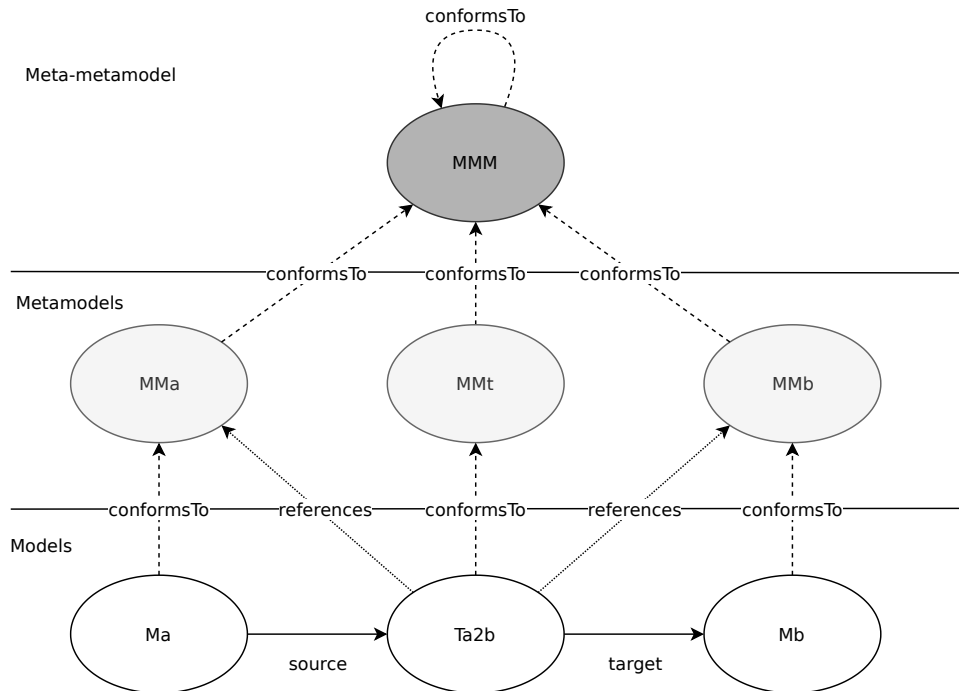 conformsTo
Meta-metamodel
MMM
conformsTo
conformsTo
conformsTo
Metamodels
MMa
MMt
MMb
conformsTo
references
conformsTo
references
conformsTo
Models
Ma
Ta2b
Mb
source
target